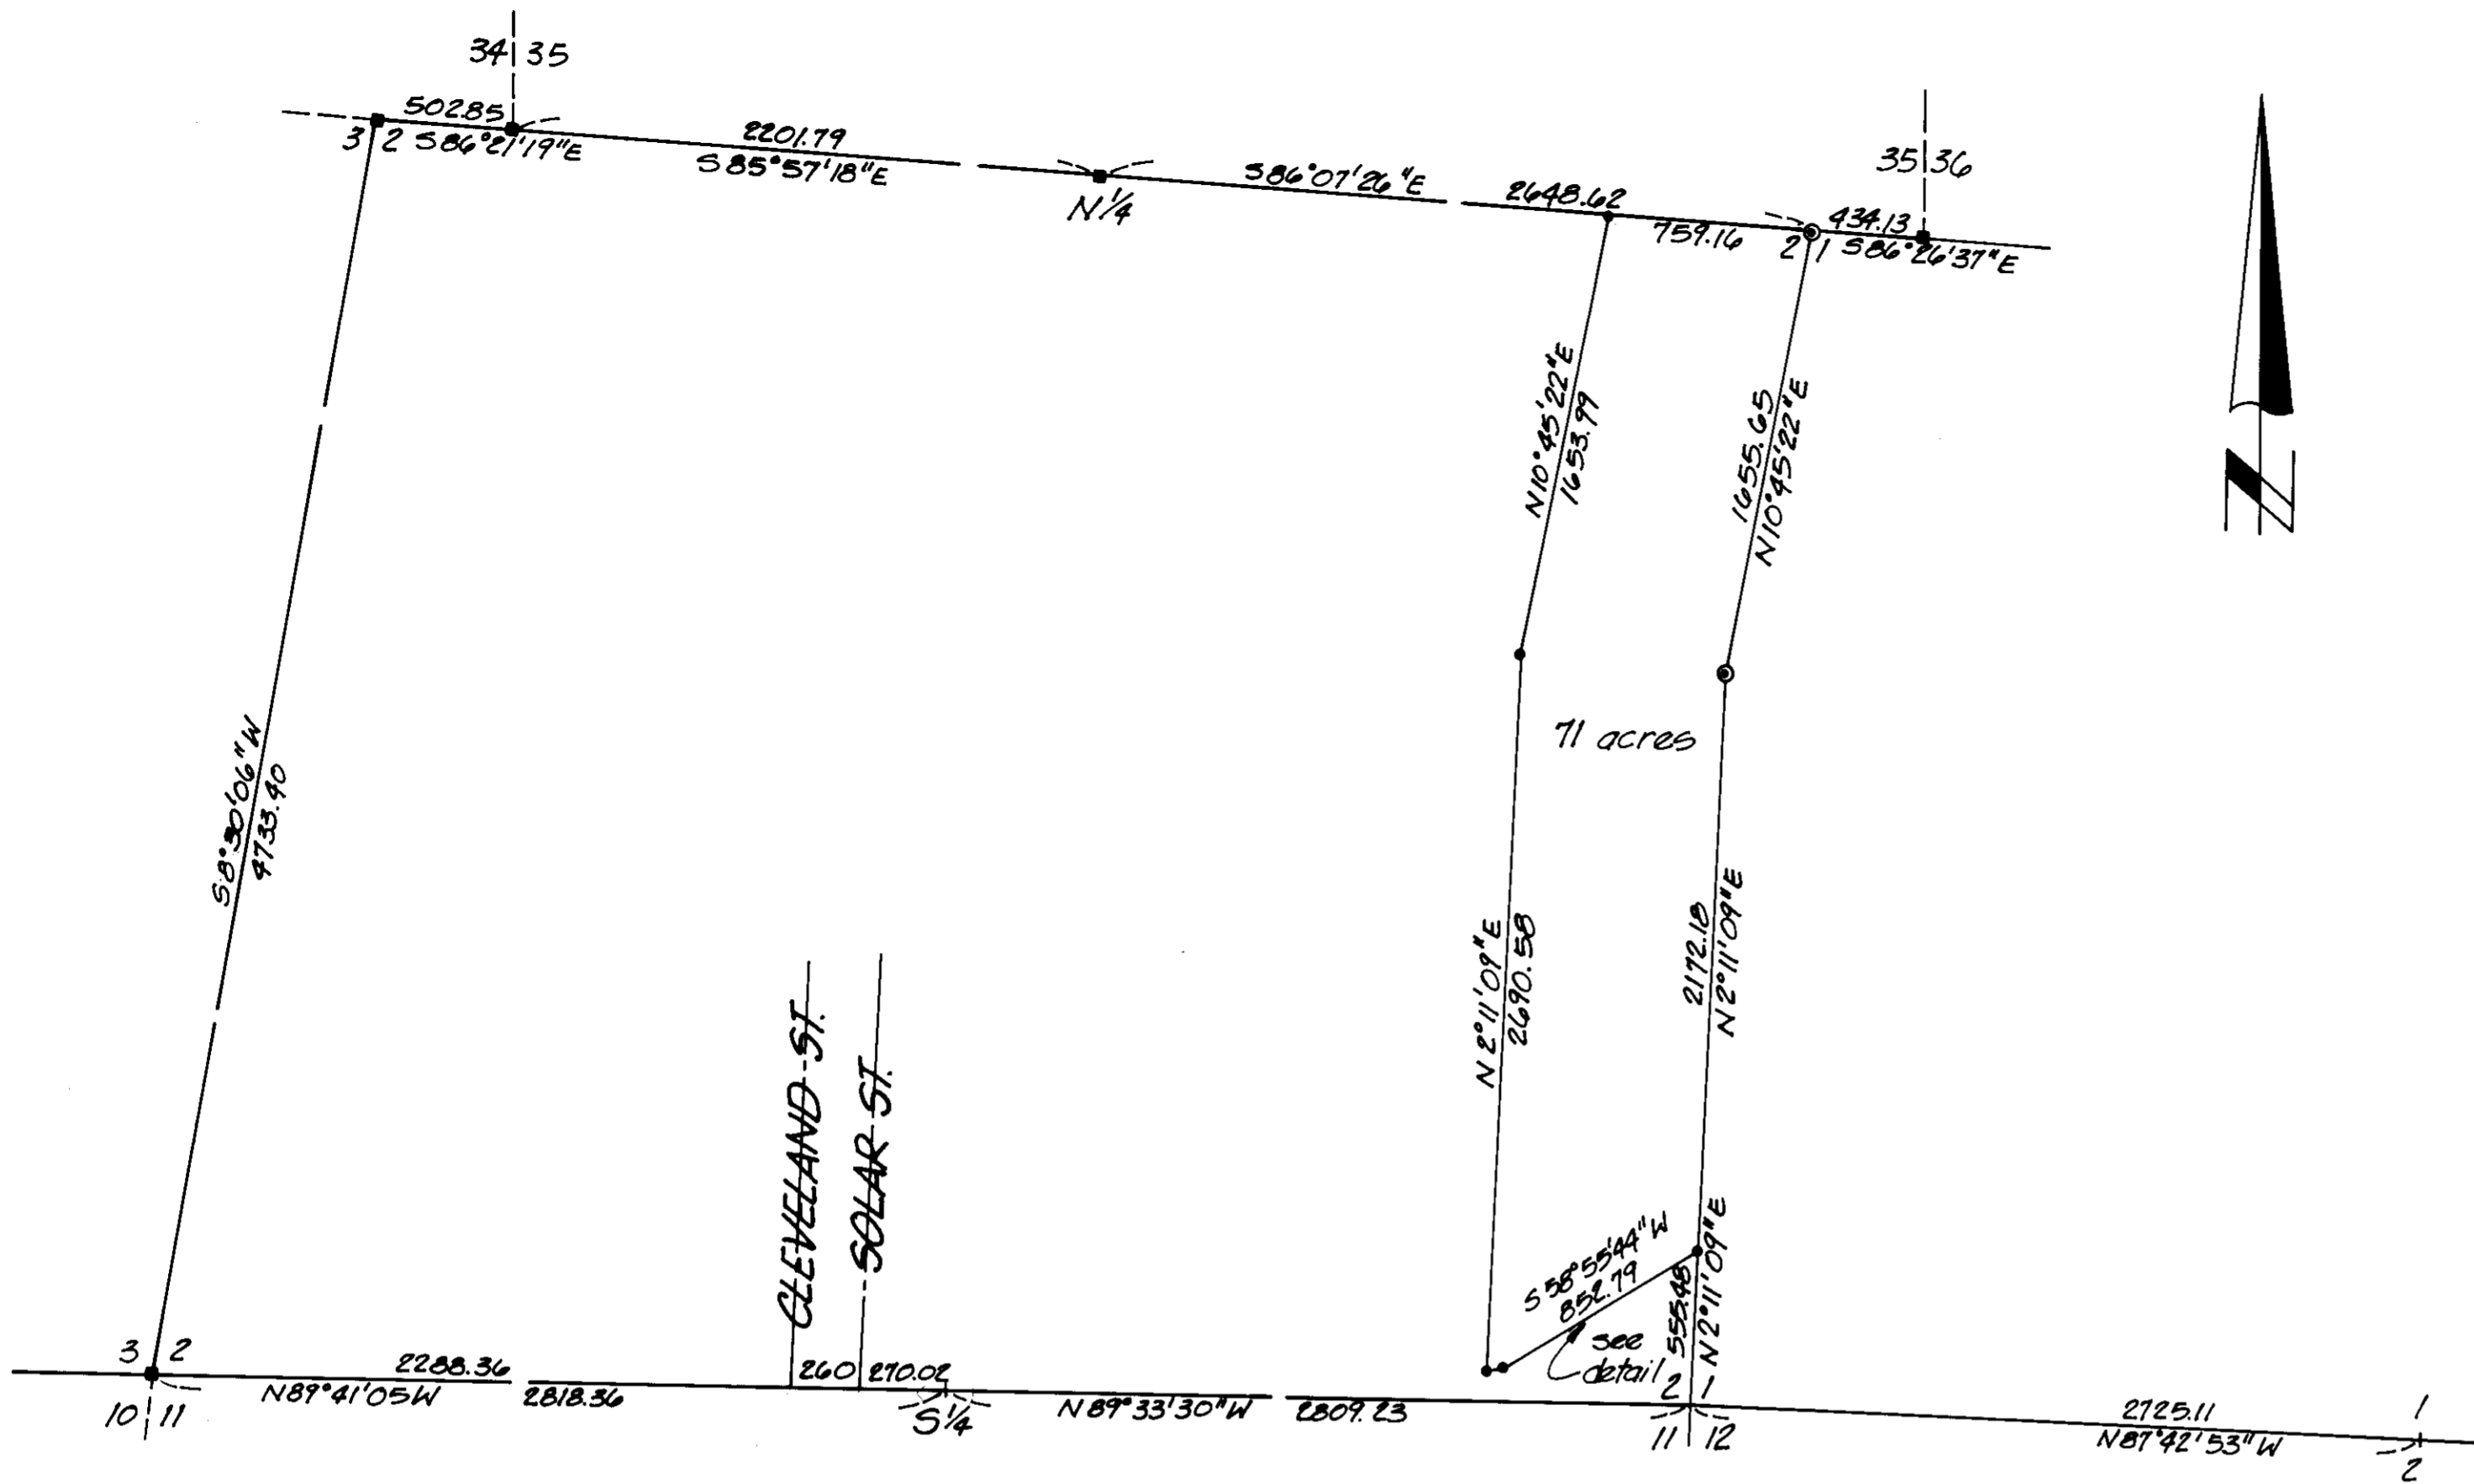 34 35
502.85
3 2 S86°21'19"E
2201.79
S85°57'18"E
N 1/4
S86°07'26"E
2648.62
759.16
35 36
434.13
2 1 S86°26'37"E
N10°45'22"E
1653.99
1655.65
N10°45'22"E
N
71 acres
S8°30'06"W
4733.40
N2°11'09"E
2690.58
2172.18
N2°11'09"E
CLEVELAND ST.
SOLAR ST.
S58°55'44"W
852.79
555.48
N2°11'09"E
see
detail
3 2
2288.36
260 270.02
2 1
N89°41'05W
2818.36
S 1/4
N89°33'30"W
2809.23
10 11
11 12
2725.11
N87°42'53"W
1
2